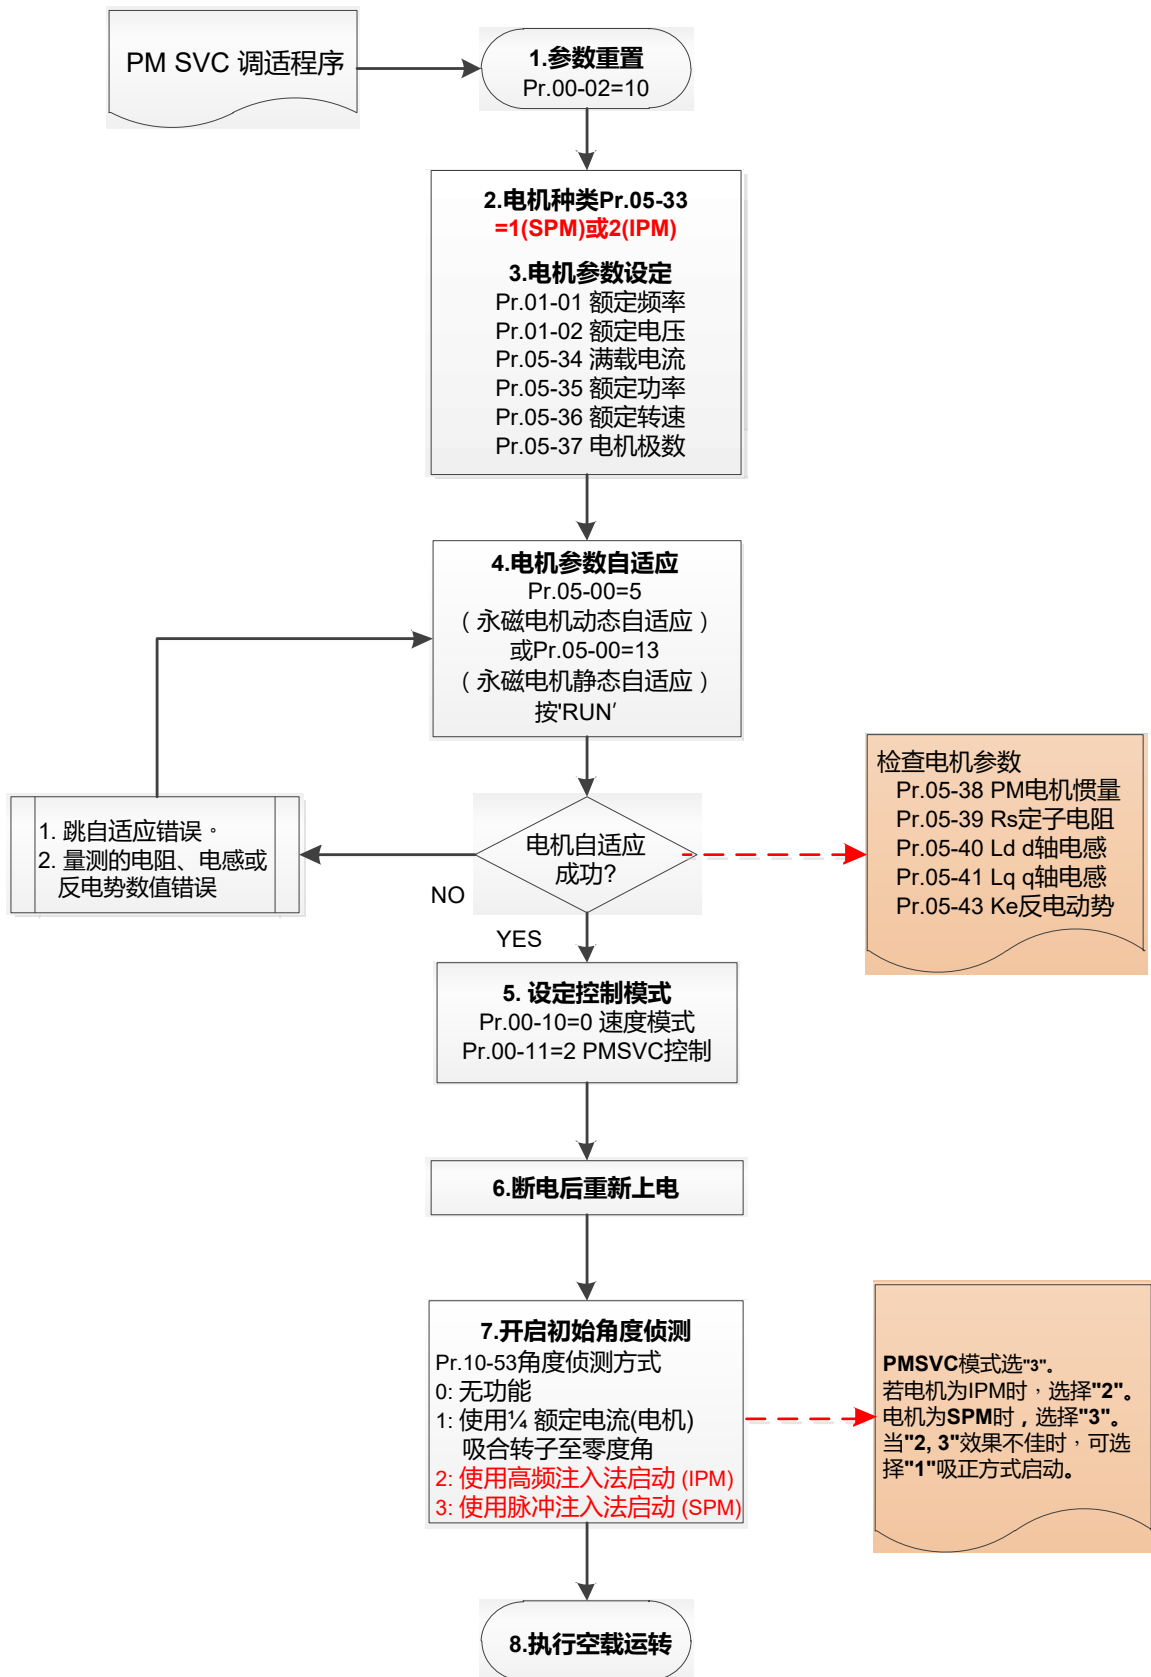 PM SVC 调适程序
1.参数重置
Pr.00-02=10
2.电机种类Pr.05-33
=1(SPM)或2(IPM)
3.电机参数设定
Pr.01-01 额定频率
Pr.01-02 额定电压
Pr.05-34 满载电流
Pr.05-35 额定功率
Pr.05-36 额定转速
Pr.05-37 电机极数
4.电机参数自适应
Pr.05-00=5
（永磁电机动态自适应）
或Pr.05-00=13
（永磁电机静态自适应）
按'RUN'
电机自适应
成功?
NO
YES
1. 跳自适应错误。
2. 量测的电阻、电感或
反电势数值错误
检查电机参数
Pr.05-38 PM电机惯量
Pr.05-39 Rs定子电阻
Pr.05-40 Ld d轴电感
Pr.05-41 Lq q轴电感
Pr.05-43 Ke反电动势
5. 设定控制模式
Pr.00-10=0 速度模式
Pr.00-11=2 PMSVC控制
6.断电后重新上电
7.开启初始角度侦测
Pr.10-53角度侦测方式
0: 无功能
1: 使用¼ 额定电流(电机)
吸合转子至零度角
2: 使用高频注入法启动 (IPM)
3: 使用脉冲注入法启动 (SPM)
PMSVC模式选"3"。
若电机为IPM时，选择"2"。
电机为SPM时，选择"3"。
当"2, 3"效果不佳时，可选
择"1"吸正方式启动。
8.执行空载运转